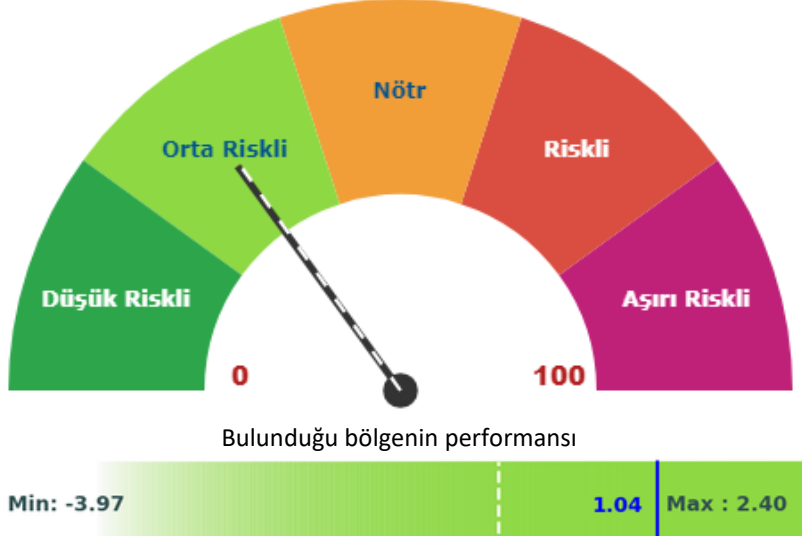 Nötr
Orta Riskli
Riskli
Düşük Riskli
Aşırı Riskli
0
100
Bulunduğu bölgenin performansı
Min: -3.97
1.04
Max : 2.40